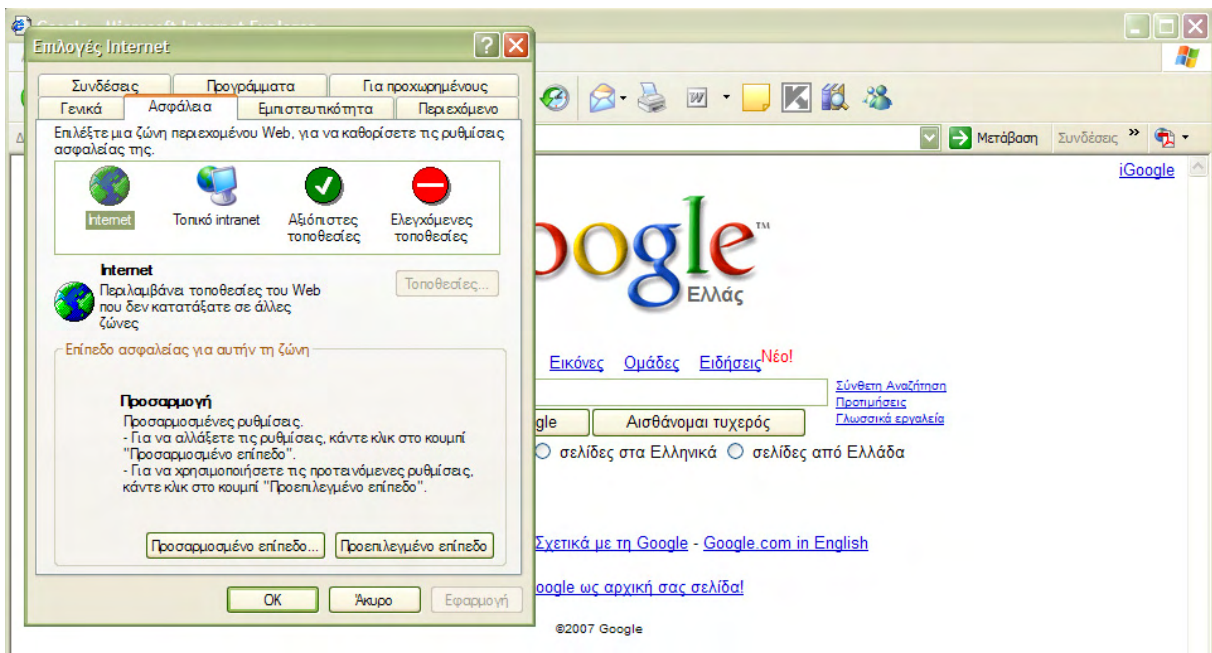 Google - Microsoft Internet Explorer
Επιλογές Internet
Συνδέσεις Προγράμματα Για προχωρημένους
Γενικά Ασφάλεια Εμπιστευτικότητα Περιεχόμενο
Επιλέξτε μια ζώνη περιεχομένου Web, για να καθορίσετε τις ρυθμίσεις
ασφαλείας της.
Internet Τοπικό intranet Αξιόπιστες Ελεγχόμενες
τοποθεσίες τοποθεσίες
Internet
Περιλαμβάνει τοποθεσίες του Web
που δεν κατατάξατε σε άλλες
ζώνες
Τοποθεσίες...
Επίπεδο ασφαλείας για αυτήν τη ζώνη
Προσαρμογή
Προσαρμοσμένες ρυθμίσεις.
- Για να αλλάξετε τις ρυθμίσεις, κάντε κλικ στο κουμπί
"Προσαρμοσμένο επίπεδο".
- Για να χρησιμοποιήσετε τις προτεινόμενες ρυθμίσεις,
κάντε κλικ στο κουμπί "Προεπιλεγμένο επίπεδο".
Προσαρμοσμένο επίπεδο... Προεπιλεγμένο επίπεδο
OK Άκυρο Εφαρμογή
Μετάβαση Συνδέσεις »
iGoogle
oogle™
Ελλάς
Εικόνες Ομάδες Ειδήσεις Νέο!
Σύνθετη Αναζήτηση
Προτιμήσεις
Γλωσσικά εργαλεία
gle Αισθάνομαι τυχερός
σελίδες στα Ελληνικά σελίδες από Ελλάδα
Σχετικά με τη Google - Google.com in English
oogle ως αρχική σας σελίδα!
©2007 Google